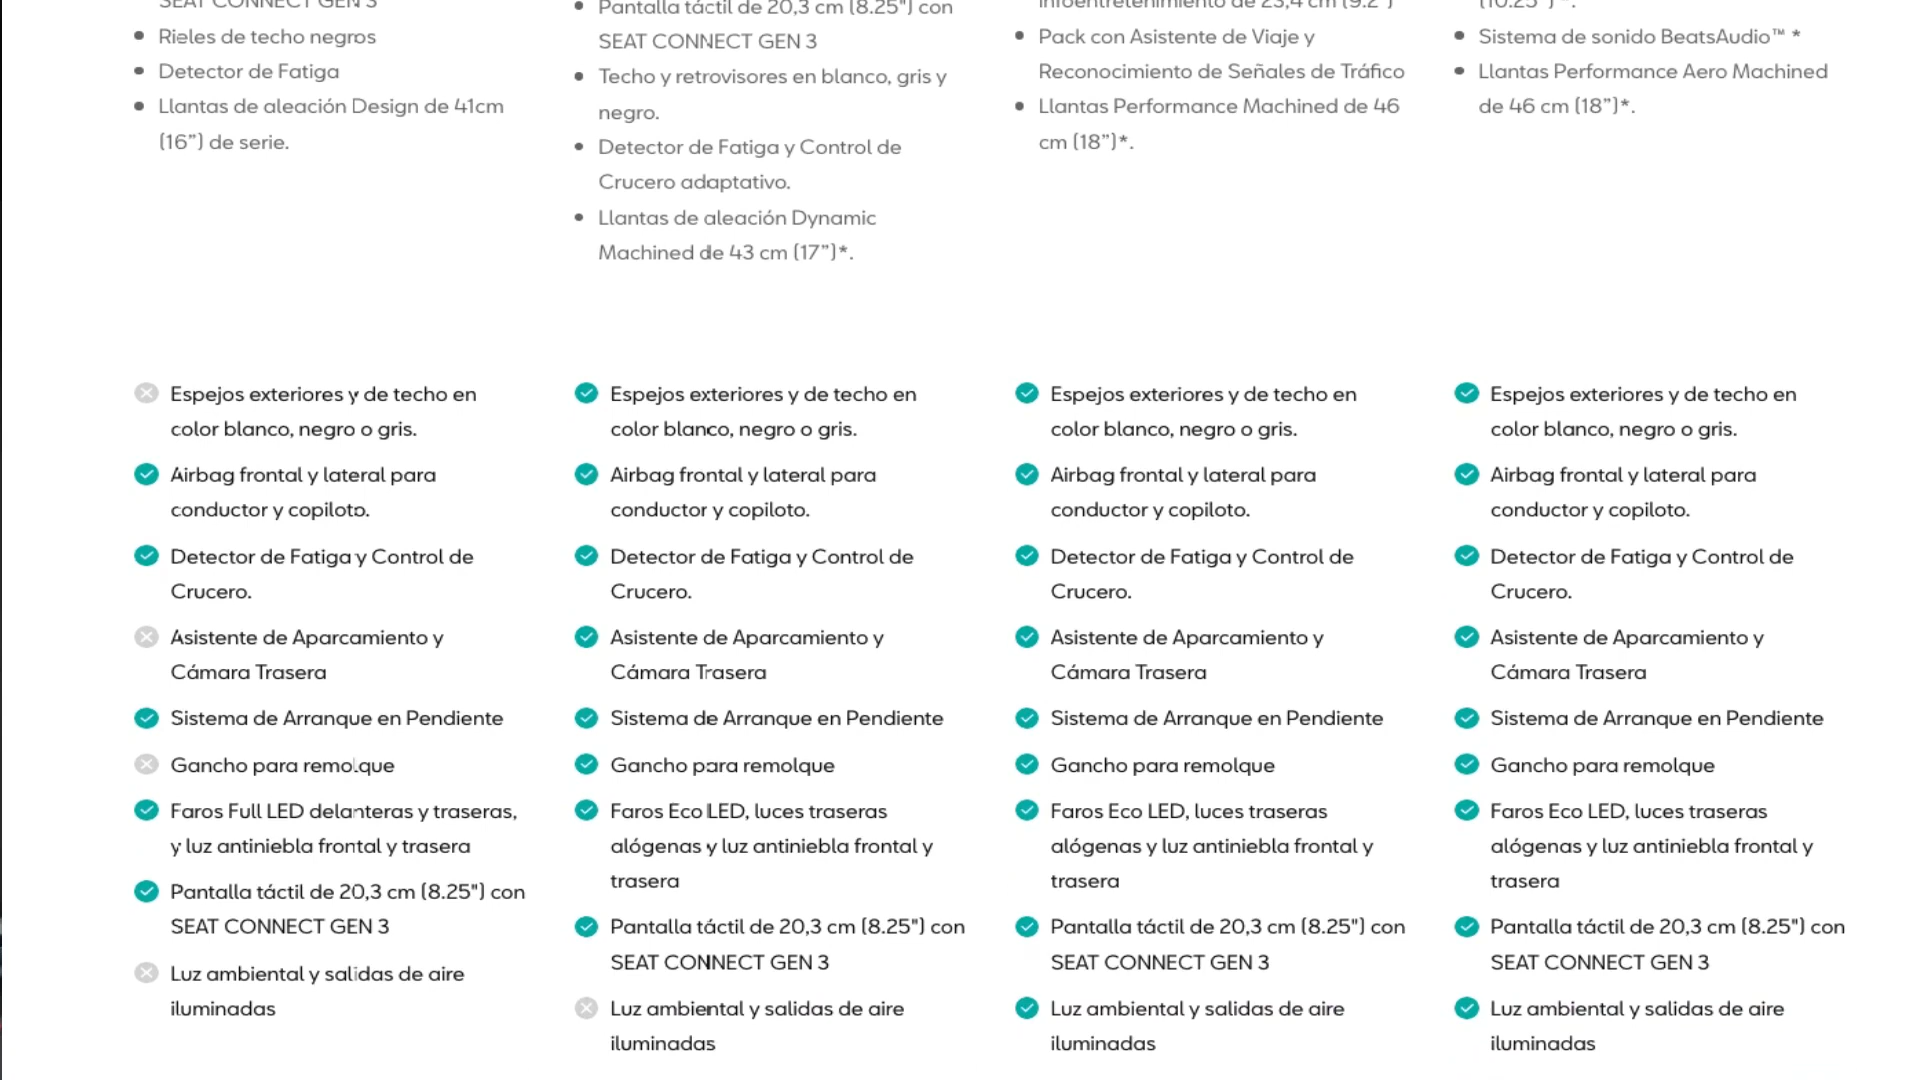 SEAT CONNECT GEN 3
• Rieles de techo negros
• Detector de Fatiga
• Llantas de aleación Design de 41cm
(16”) de serie.
• Pantalla táctil de 20,3 cm (8.25") con
SEAT CONNECT GEN 3
• Techo y retrovisores en blanco, gris y
negro.
• Detector de Fatiga y Control de
Crucero adaptativo.
• Llantas de aleación Dynamic
Machined de 43 cm (17”)*.
infoentretenimiento de 23,4 cm (9.2")
• Pack con Asistente de Viaje y
Reconocimiento de Señales de Tráfico
• Llantas Performance Machined de 46
cm (18”)*.
• Sistema de sonido BeatsAudio™ *
• Llantas Performance Aero Machined
de 46 cm (18”)*.
Espejos exteriores y de techo en
color blanco, negro o gris.
Airbag frontal y lateral para
conductor y copiloto.
Detector de Fatiga y Control de
Crucero.
Asistente de Aparcamiento y
Cámara Trasera
Sistema de Arranque en Pendiente
Gancho para remolque
Faros Full LED delanteras y traseras,
y luz antiniebla frontal y trasera
Pantalla táctil de 20,3 cm (8.25") con
SEAT CONNECT GEN 3
Luz ambiental y salidas de aire
iluminadas
Espejos exteriores y de techo en
color blanco, negro o gris.
Airbag frontal y lateral para
conductor y copiloto.
Detector de Fatiga y Control de
Crucero.
Asistente de Aparcamiento y
Cámara Trasera
Sistema de Arranque en Pendiente
Gancho para remolque
Faros Eco LED, luces traseras
alógenas y luz antiniebla frontal y
trasera
Pantalla táctil de 20,3 cm (8.25") con
SEAT CONNECT GEN 3
Luz ambiental y salidas de aire
iluminadas
Espejos exteriores y de techo en
color blanco, negro o gris.
Airbag frontal y lateral para
conductor y copiloto.
Detector de Fatiga y Control de
Crucero.
Asistente de Aparcamiento y
Cámara Trasera
Sistema de Arranque en Pendiente
Gancho para remolque
Faros Eco LED, luces traseras
alógenas y luz antiniebla frontal y
trasera
Pantalla táctil de 20,3 cm (8.25") con
SEAT CONNECT GEN 3
Luz ambiental y salidas de aire
iluminadas
Espejos exteriores y de techo en
color blanco, negro o gris.
Airbag frontal y lateral para
conductor y copiloto.
Detector de Fatiga y Control de
Crucero.
Asistente de Aparcamiento y
Cámara Trasera
Sistema de Arranque en Pendiente
Gancho para remolque
Faros Eco LED, luces traseras
alógenas y luz antiniebla frontal y
trasera
Pantalla táctil de 20,3 cm (8.25") con
SEAT CONNECT GEN 3
Luz ambiental y salidas de aire
iluminadas